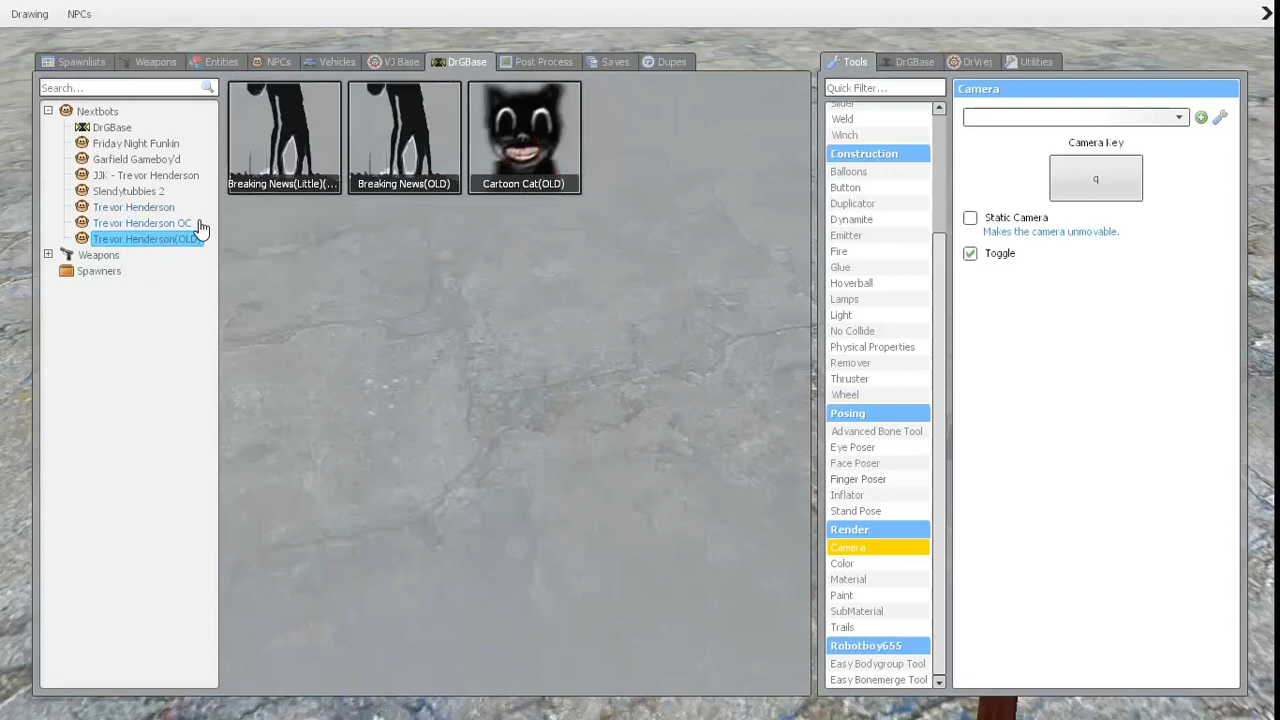 Drawing NPCs
Spawnlists Weapons Entities NPCs Vehicles VJ Base DrGBase Post Process Saves Dupes
Search...
Nextbots
DrGBase
Friday Night Funkin
Garfield Gameboy'd
JJK - Trevor Henderson
Slendytubbies 2
Trevor Henderson
Trevor Henderson OC
Trevor Henderson(OLD)
Weapons
Spawners
Breaking News(Little)(...
Breaking News(OLD)
Cartoon Cat(OLD)
Tools DrGBase DrVrej Utilities
Quick Filter...
Slider
Weld
Winch
Construction
Balloons
Button
Duplicator
Dynamite
Emitter
Fire
Glue
Hoverball
Lamps
Light
No Collide
Physical Properties
Remover
Thruster
Wheel
Posing
Advanced Bone Tool
Eye Poser
Face Poser
Finger Poser
Inflator
Stand Pose
Render
Camera
Color
Material
Paint
SubMaterial
Trails
Robotboy655
Easy Bodygroup Tool
Easy Bonemerge Tool
Camera
Camera Key
q
Static Camera
Makes the camera unmovable.
Toggle